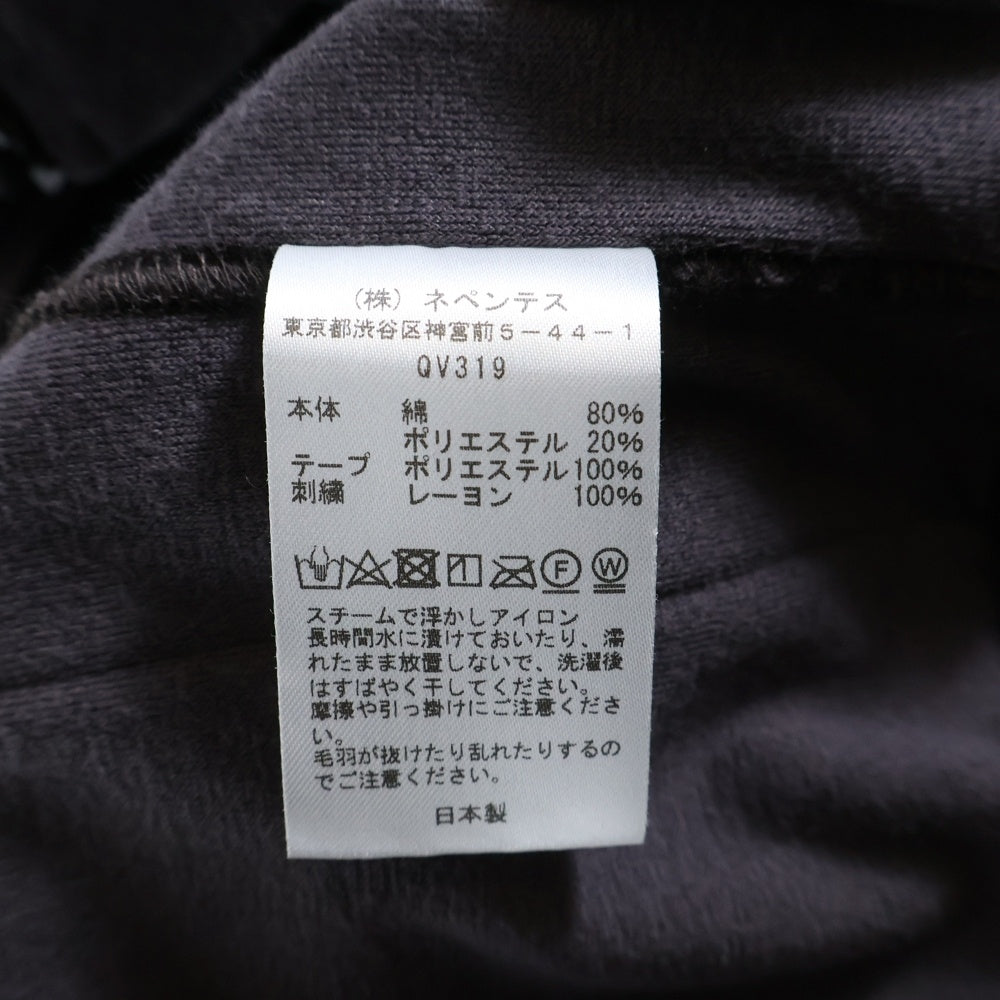 (株) ネペンテス
東京都渋谷区神宮前5-44-1
QV319
本体 綿 80%
ポリエステル 20%
テープ ポリエステル 100%
刺繍 レーヨン 100%
F W
スチームで浮かしアイロン
長時間水に漬けておいたり、濡
れたまま放置しないで、洗濯後
はすばやく干してください。
摩擦や引っ掛けにご注意くださ
い。
毛羽が抜けたり乱れたりするの
でご注意ください。
日本製